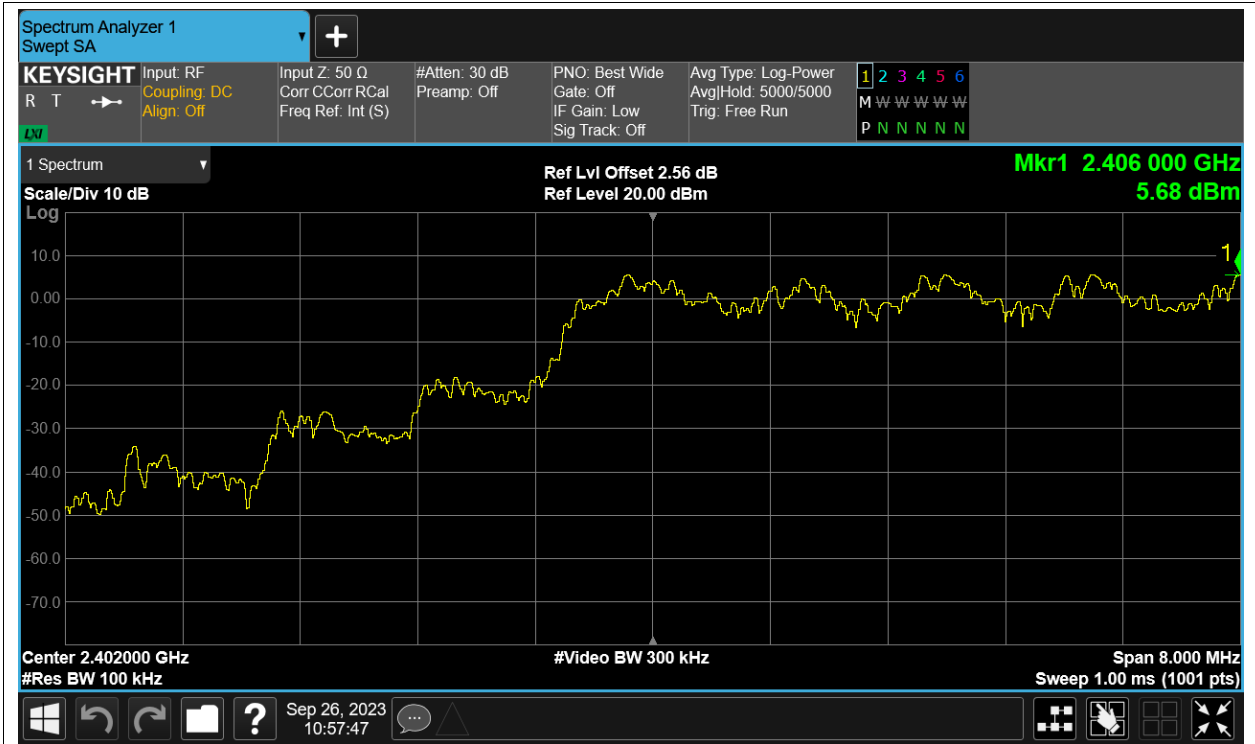 Spectrum Analyzer 1
Swept SA
KEYSIGHT
R T
LXI
Input: RF
Coupling: DC
Align: Off
Input Z: 50 Ω
Corr CCorr RCal
Freq Ref: Int (S)
#Atten: 30 dB
Preamp: Off
PNO: Best Wide
Gate: Off
IF Gain: Low
Sig Track: Off
Avg Type: Log-Power
Avg|Hold: 5000/5000
Trig: Free Run
1 2 3 4 5 6
M W W W W W
P N N N N N
1 Spectrum
Scale/Div 10 dB
Log
Ref Lvl Offset 2.56 dB
Ref Level 20.00 dBm
Mkr1 2.406 000 GHz
5.68 dBm
1
10.0
0.00
-10.0
-20.0
-30.0
-40.0
-50.0
-60.0
-70.0
Center 2.402000 GHz
#Res BW 100 kHz
#Video BW 300 kHz
Span 8.000 MHz
Sweep 1.00 ms (1001 pts)
?
Sep 26, 2023
10:57:47